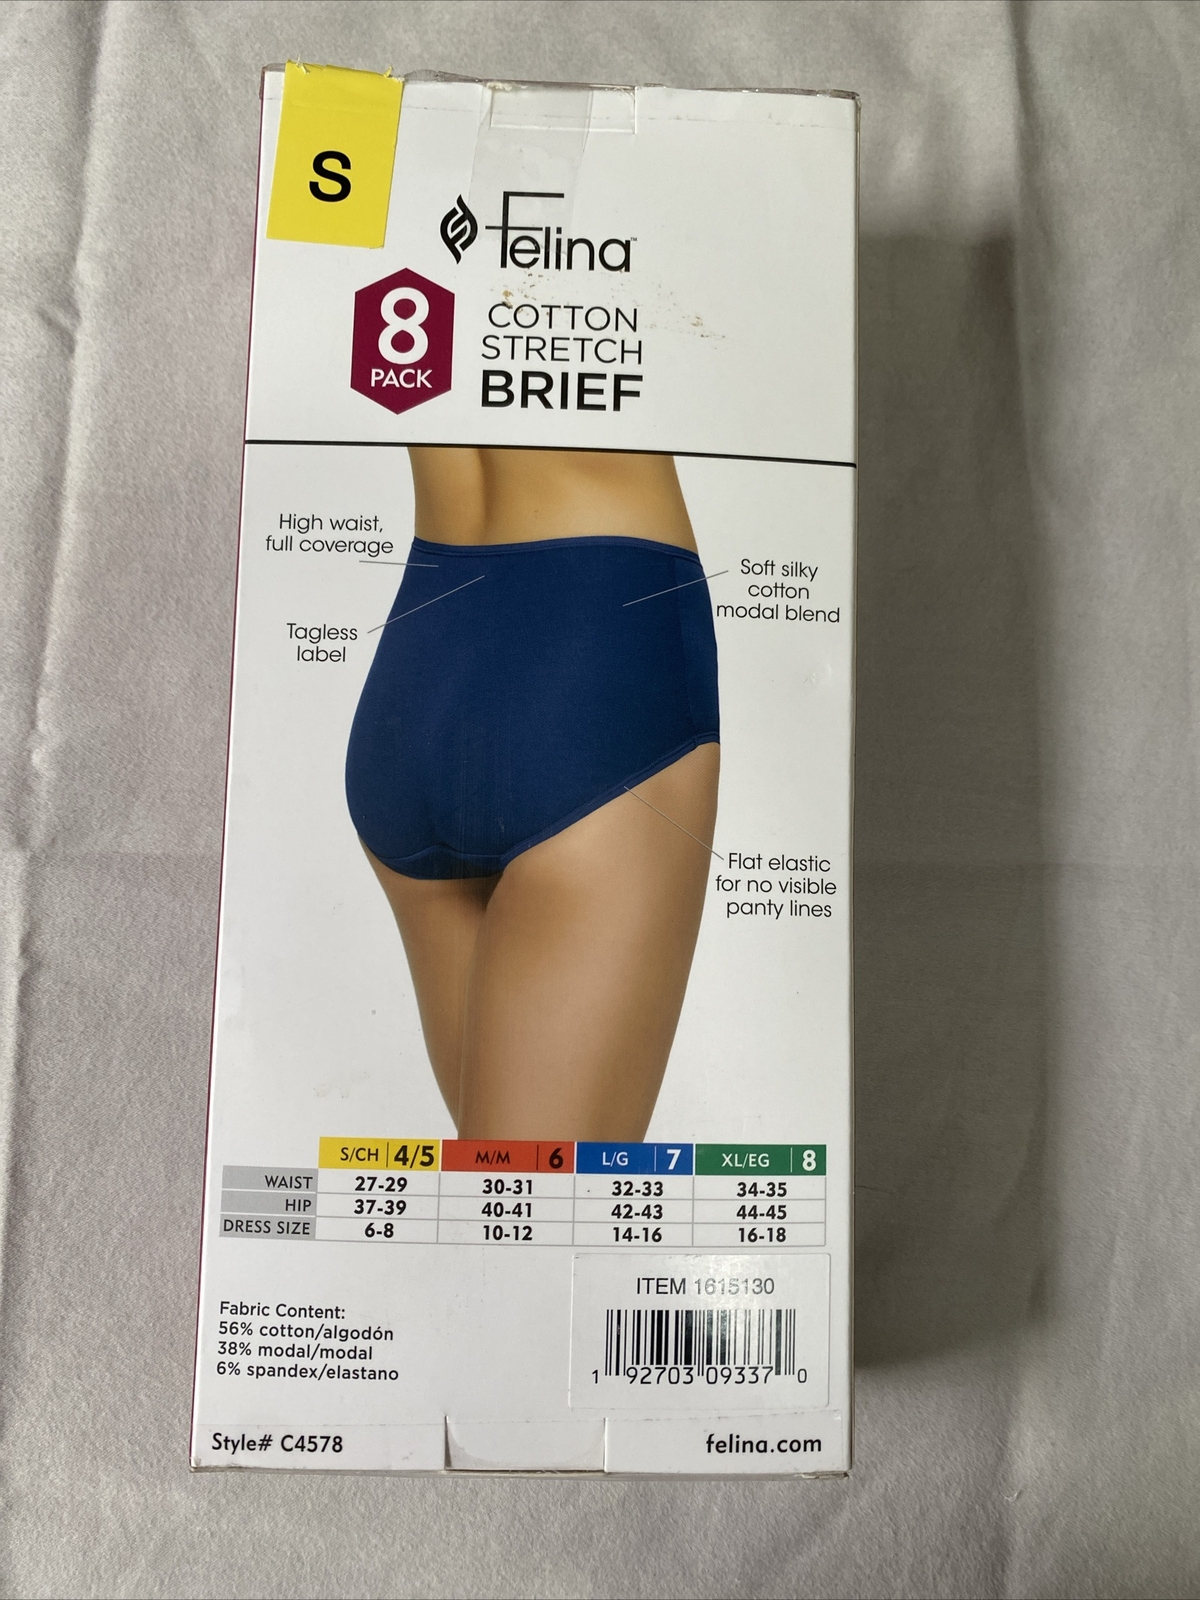 S
Felina™
8
PACK
COTTON
STRETCH
BRIEF
High waist,
full coverage
Tagless
label
Soft silky
cotton
modal blend
Flat elastic
for no visible
panty lines
S/CH 4/5 M/M 6 L/G 7 XL/EG 8
WAIST 27-29 30-31 32-33 34-35
HIP 37-39 40-41 42-43 44-45
DRESS SIZE 6-8 10-12 14-16 16-18
ITEM 1615130
1 92703 09337 0
Fabric Content:
56% cotton/algodón
38% modal/modal
6% spandex/elastano
Style# C4578
felina.com